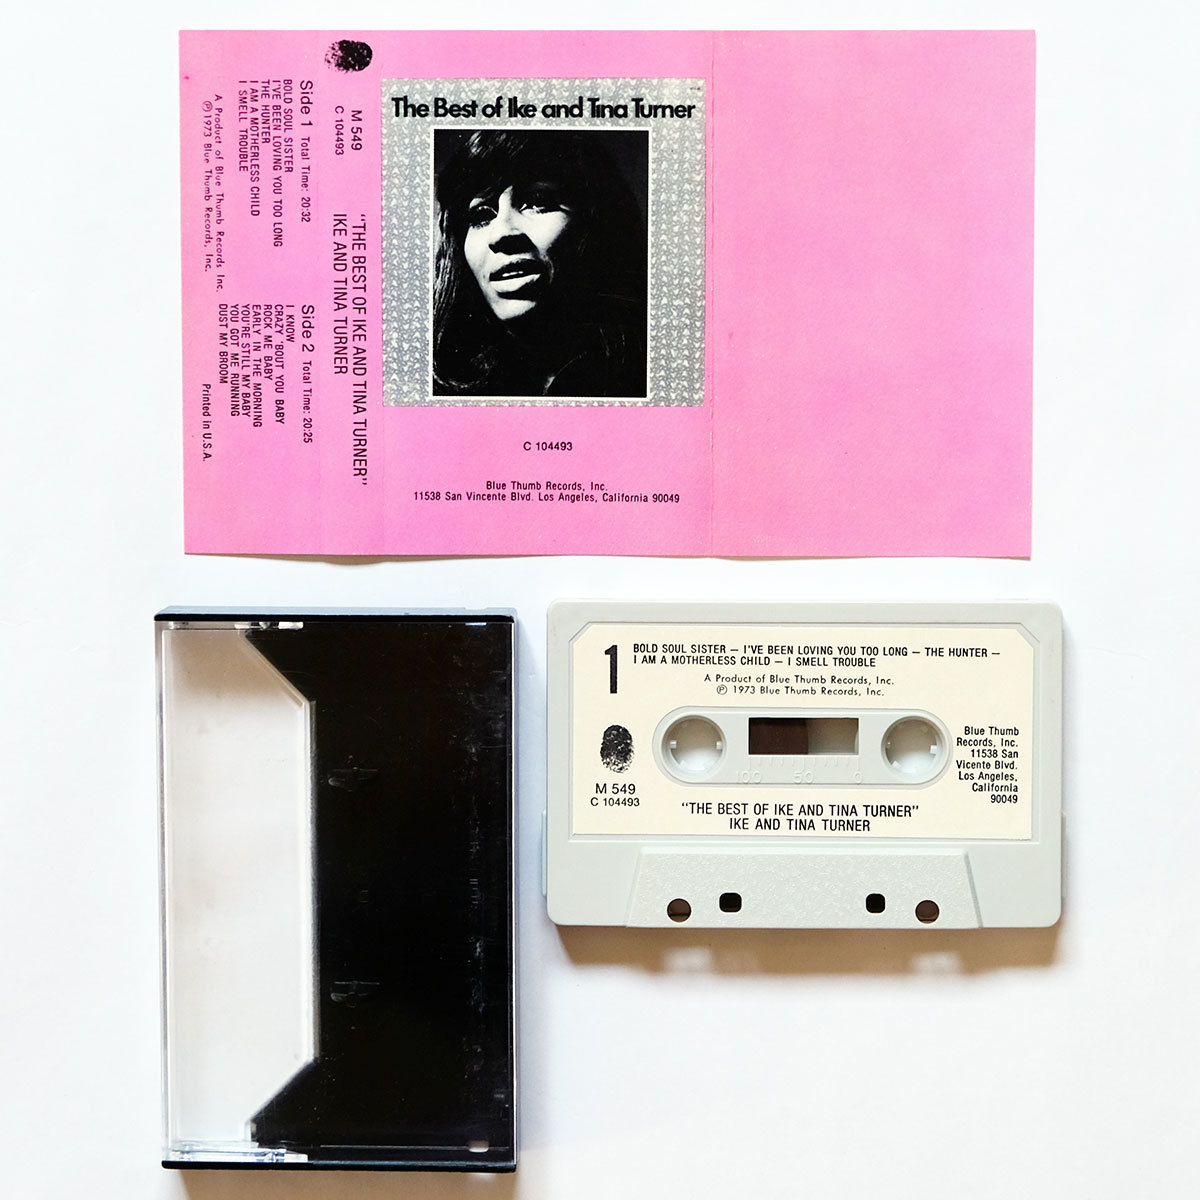 Side 1 Total Time: 20:32
BOLD SOUL SISTER
I'VE BEEN LOVING YOU TOO LONG
THE HUNTER
I AM A MOTHERLESS CHILD
I SMELL TROUBLE
Side 2 Total Time: 20:25
I KNOW
CRAZY 'BOUT YOU BABY
ROCK ME BABY
EARLY IN THE MORNING
YOU'RE STILL MY BABY
YOU GOT ME RUNNING
DUST MY BROOM
A Product of Blue Thumb Records Inc.
℗1973 Blue Thumb Records, Inc.
Printed in U.S.A.
M 549
C 104493
"THE BEST OF IKE AND TINA TURNER"
IKE AND TINA TURNER
The Best of Ike and Tina Turner
C 104493
Blue Thumb Records, Inc.
11538 San Vincente Blvd. Los Angeles, California 90049
1
BOLD SOUL SISTER – I'VE BEEN LOVING YOU TOO LONG – THE HUNTER –
I AM A MOTHERLESS CHILD – I SMELL TROUBLE
A Product of Blue Thumb Records, Inc.
℗ 1973 Blue Thumb Records, Inc.
Blue Thumb
Records, Inc.
11538 San
Vicente Blvd.
Los Angeles,
California
90049
100 50 0
M 549
C 104493
"THE BEST OF IKE AND TINA TURNER"
IKE AND TINA TURNER